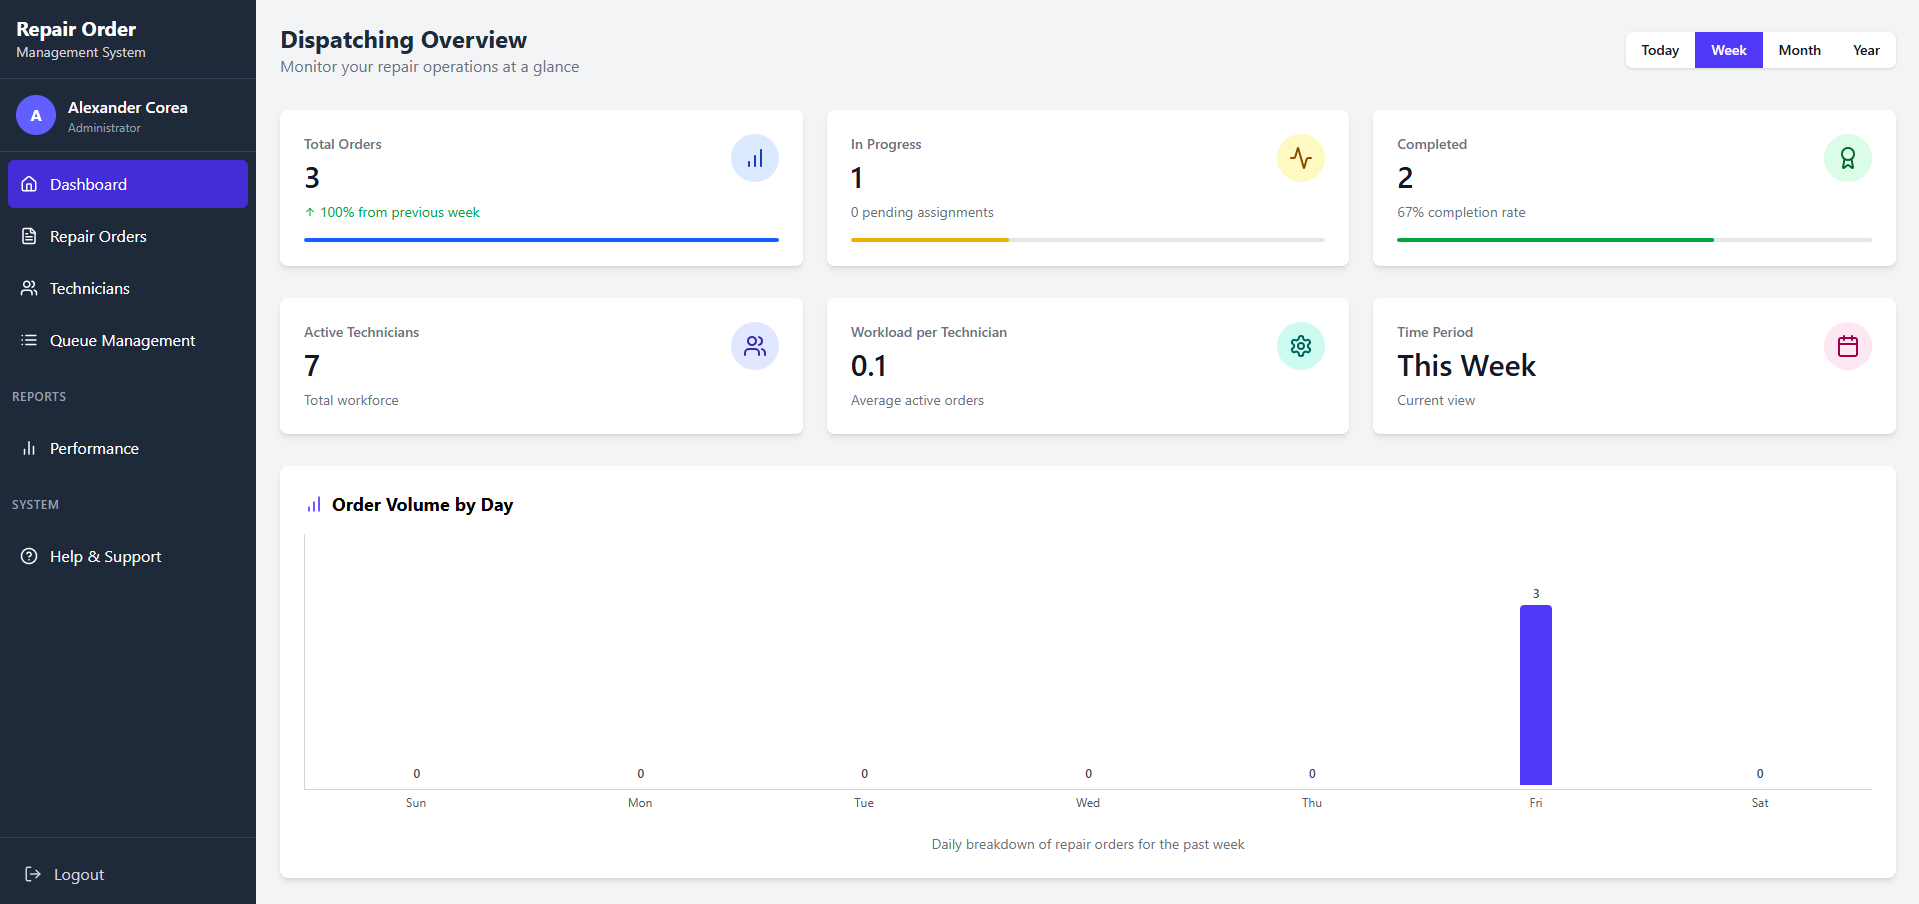 Repair Order
Management System
A
Alexander Corea
Administrator
Dashboard
Repair Orders
Technicians
Queue Management
REPORTS
Performance
SYSTEM
Help & Support
Logout
Dispatching Overview
Monitor your repair operations at a glance
Today Week Month Year
Total Orders
3
↑ 100% from previous week
In Progress
1
0 pending assignments
Completed
2
67% completion rate
Active Technicians
7
Total workforce
Workload per Technician
0.1
Average active orders
Time Period
This Week
Current view
Order Volume by Day
3
0 0 0 0 0 0
Sun Mon Tue Wed Thu Fri Sat
Daily breakdown of repair orders for the past week